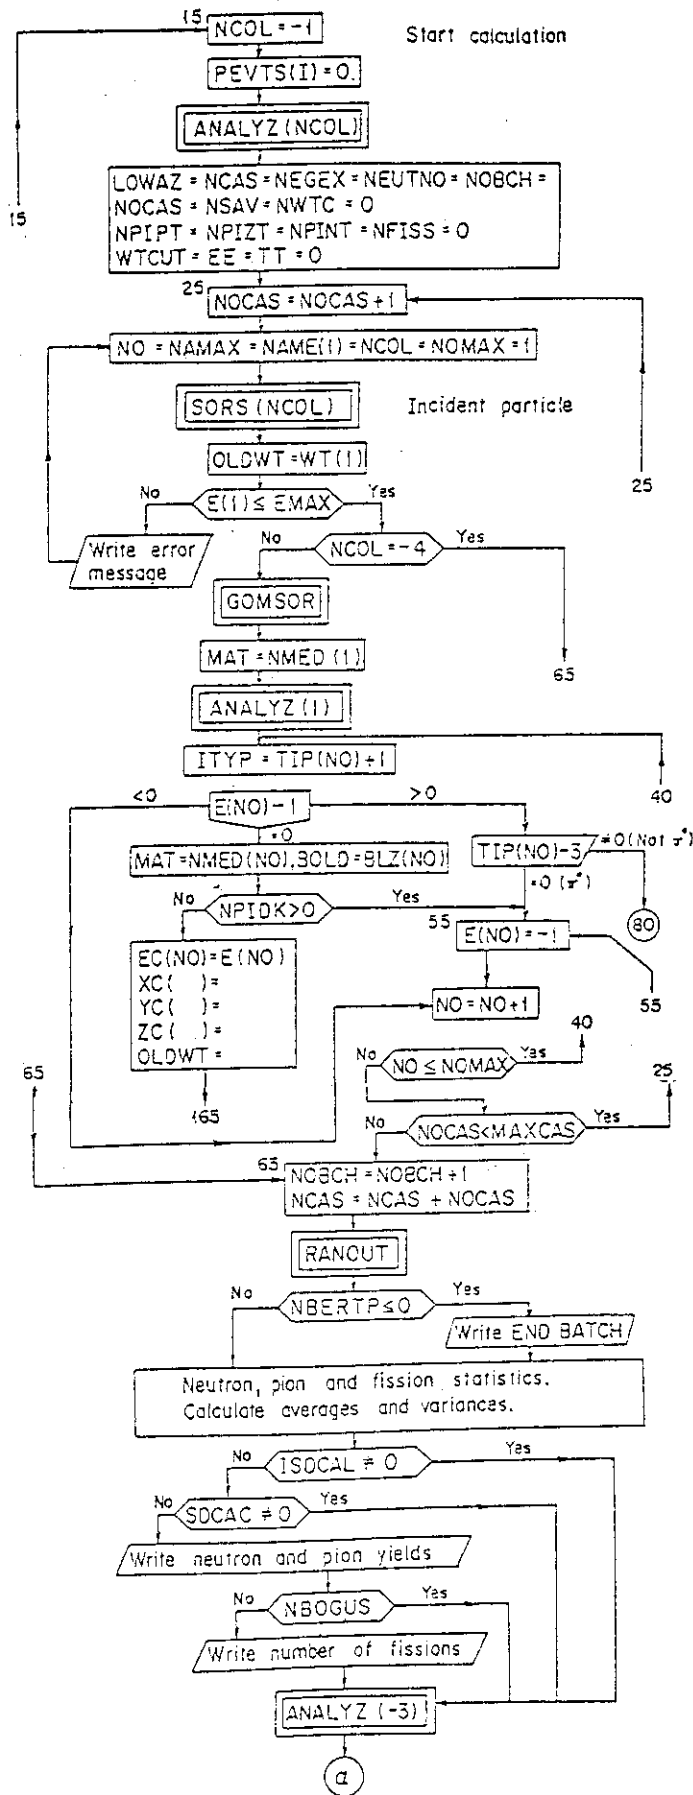 15
NCOL=-1
Start calculation
PEVTS(I)=0.
ANALYZ(NCOL)
LOWAZ = NCAS = NEGEX = NEUTNO = NOBCH =
NOCAS = NSAV = NWTC = 0
NPIPT = NPIZT = NPINT = NFISS = 0
WTCUT = EE = TT = 0
15
25
NOCAS = NOCAS+1
NO = NAMAX = NAME(1) = NCOL = NOMAX = 1
SORS (NCOL)
Incident particle
OLDWT = WT(1)
25
No
E(1) ≤ EMAX
Yes
Write error
message
No
NCOL = -4
Yes
GOMSOR
MAT = NMED (1)
65
ANALYZ (1)
ITYP = TIP(NO)+1
40
<0
E(NO)-1
>0
=0
TIP(NO)-3
≠0 (Not π°)
MAT=NMED(NO), BOLD=BLZ(NO)
=0 (π°)
No
NPIDK>0
Yes
80
55
E(NO)=-1
EC(NO)=E(NO)
XC( )=
YC( )=
ZC( )=
OLDWT =
55
NO=NO+1
40
No
NO ≤ NOMAX
Yes
65
165
25
No
NOCAS<MAXCAS
Yes
65
NOBCH = NOBCH+1
NCAS = NCAS + NOCAS
RANOUT
No
NBERTP≤0
Yes
Write END BATCH
Neutron, pion and fission statistics.
Calculate averages and variances.
No
ISOCAL ≠ 0
Yes
No
SDCAC ≠ 0
Yes
Write neutron and pion yields
No
NBOGUS
Yes
Write number of fissions
ANALYZ (-3)
a